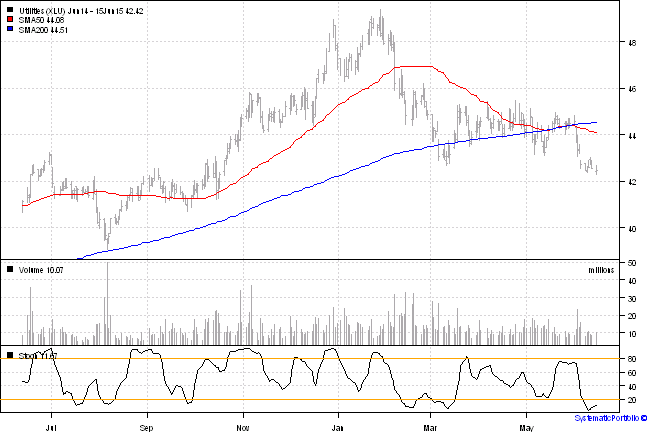 Utilities (XLU) Jun14 - 15Jun15 42.42
SMA50 44.08
SMA200 44.51
48
46
44
42
40
Volume 10.07
millions
50
40
30
20
10
80
60
40
20
Jul Sep Nov Jan Mar May
SystematicPortfolio ©